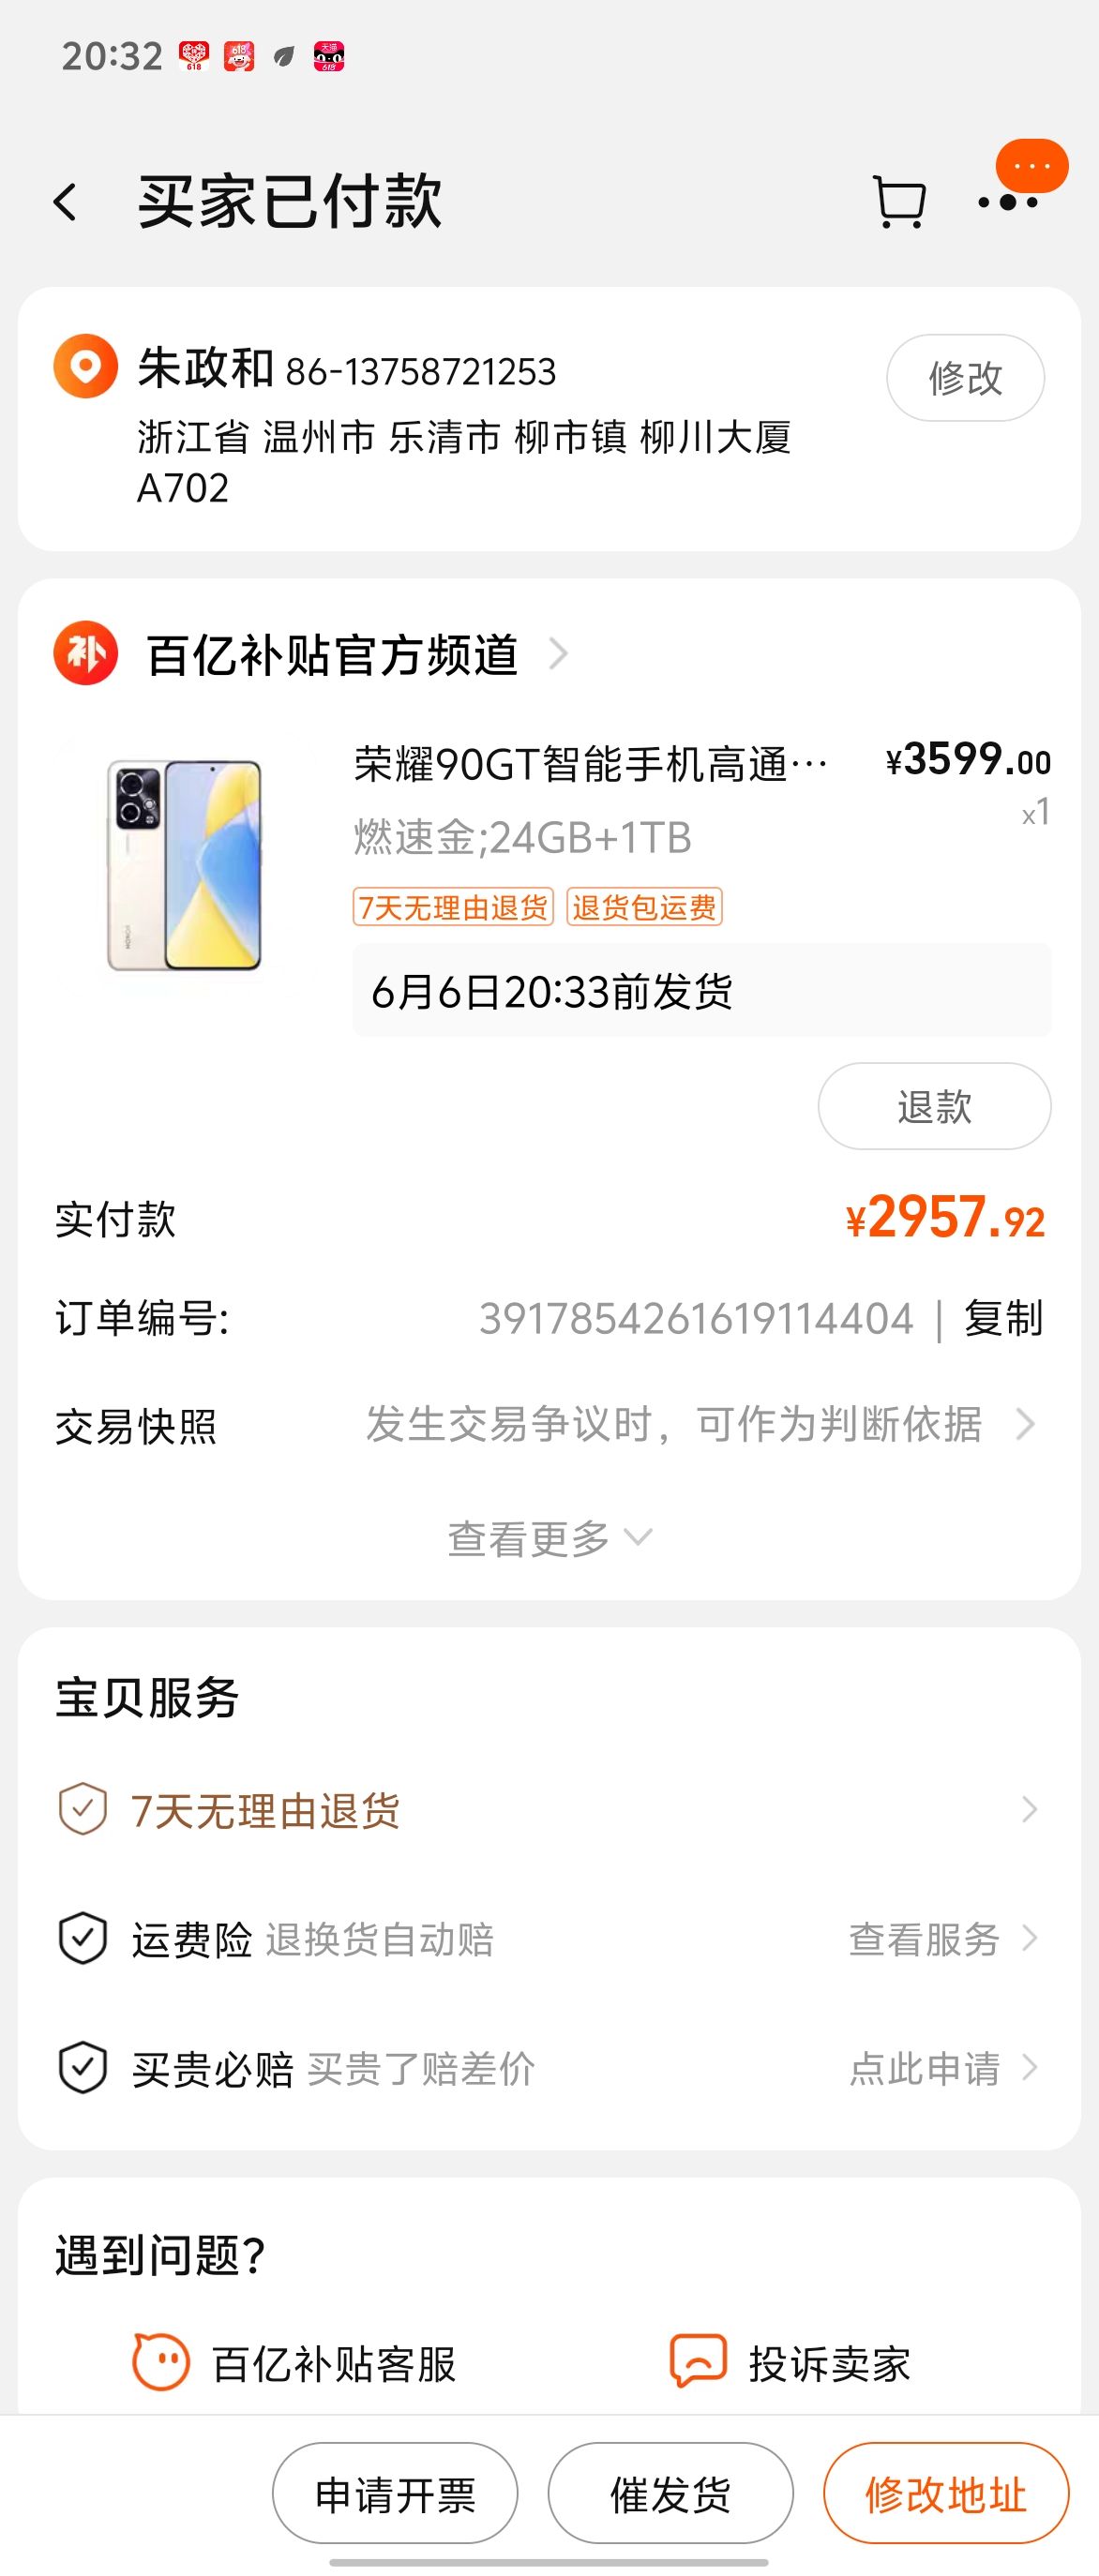 20:32
买家已付款
朱政和 86-13758721253
修改
浙江省 温州市 乐清市 柳市镇 柳川大厦
A702
补 百亿补贴官方频道
荣耀90GT智能手机高通… ¥3599.00
燃速金;24GB+1TB x1
7天无理由退货 退货包运费
6月6日20:33前发货
退款
实付款 ¥2957.92
订单编号: 3917854261619114404 | 复制
交易快照 发生交易争议时，可作为判断依据
查看更多
宝贝服务
7天无理由退货
运费险 退换货自动赔 查看服务
买贵必赔 买贵了赔差价 点此申请
遇到问题?
百亿补贴客服 投诉卖家
申请开票 催发货 修改地址